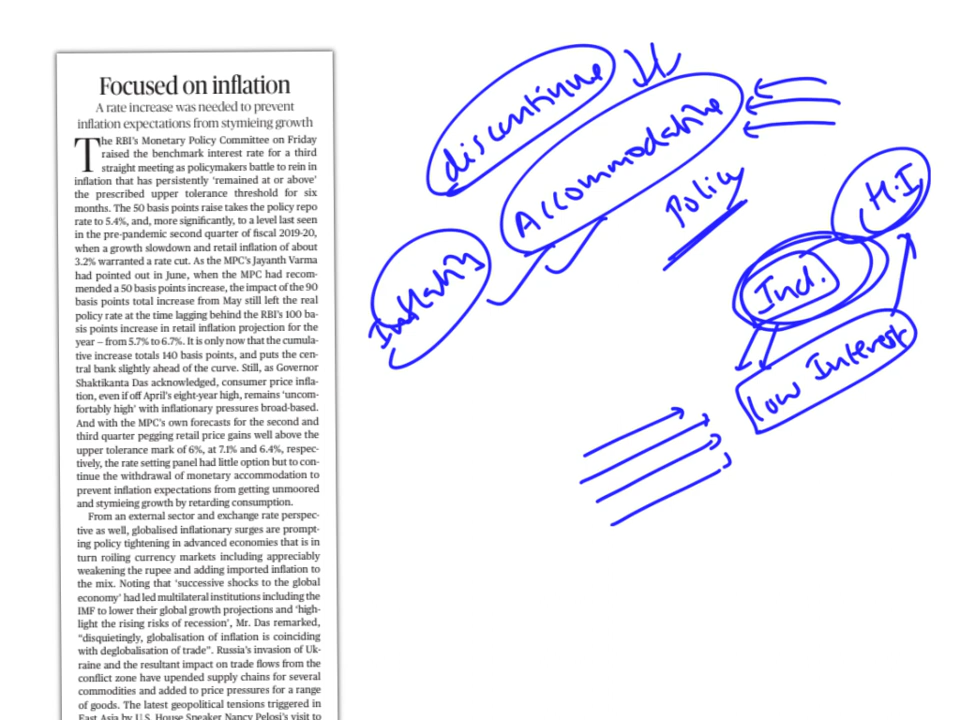 Focused on inflation
A rate increase was needed to prevent
inflation expectations from stymieing growth
The RBI's Monetary Policy Committee on Friday
raised the benchmark interest rate for a third
straight meeting as policymakers battle to rein in
inflation that has persistently 'remained at or above'
the prescribed upper tolerance threshold for six
months. The 50 basis points raise takes the policy repo
rate to 5.4%, and, more significantly, to a level last seen
in the pre-pandemic second quarter of fiscal 2019-20,
when a growth slowdown and retail inflation of about
3.2% warranted a rate cut. As the MPC's Jayanth Varma
had pointed out in June, when the MPC had recom-
mended a 50 basis points increase, the impact of the 90
basis points total increase from May still left the real
policy rate at the time lagging behind the RBI's 100 ba-
sis points increase in retail inflation projection for the
year – from 5.7% to 6.7%. It is only now that the cumula-
tive increase totals 140 basis points, and puts the cen-
tral bank slightly ahead of the curve. Still, as Governor
Shaktikanta Das acknowledged, consumer price infla-
tion, even if off April's eight-year high, remains 'uncom-
fortably high' with inflationary pressures broad-based.
And with the MPC's own forecasts for the second and
third quarter pegging retail price gains well above the
upper tolerance mark of 6%, at 7.1% and 6.4%, respec-
tively, the rate setting panel had little option but to con-
tinue the withdrawal of monetary accommodation to
prevent inflation expectations from getting unmoored
and stymieing growth by retarding consumption.
From an external sector and exchange rate perspec-
tive as well, globalised inflationary surges are prompt-
ing policy tightening in advanced economies that is in
turn roiling currency markets including appreciably
weakening the rupee and adding imported inflation to
the mix. Noting that 'successive shocks to the global
economy' had led multilateral institutions including the
IMF to lower their global growth projections and 'high-
light the rising risks of recession', Mr. Das remarked,
"disquietingly, globalisation of inflation is coinciding
with deglobalisation of trade". Russia's invasion of Uk-
raine and the resultant impact on trade flows from the
conflict zone have upended supply chains for several
commodities and added to price pressures for a range
of goods. The latest geopolitical tensions triggered in
East Asia by U.S. House Speaker Nancy Pelosi's visit to
discontinue
Accommodative
Policy
H.I
Ind.
low Interest